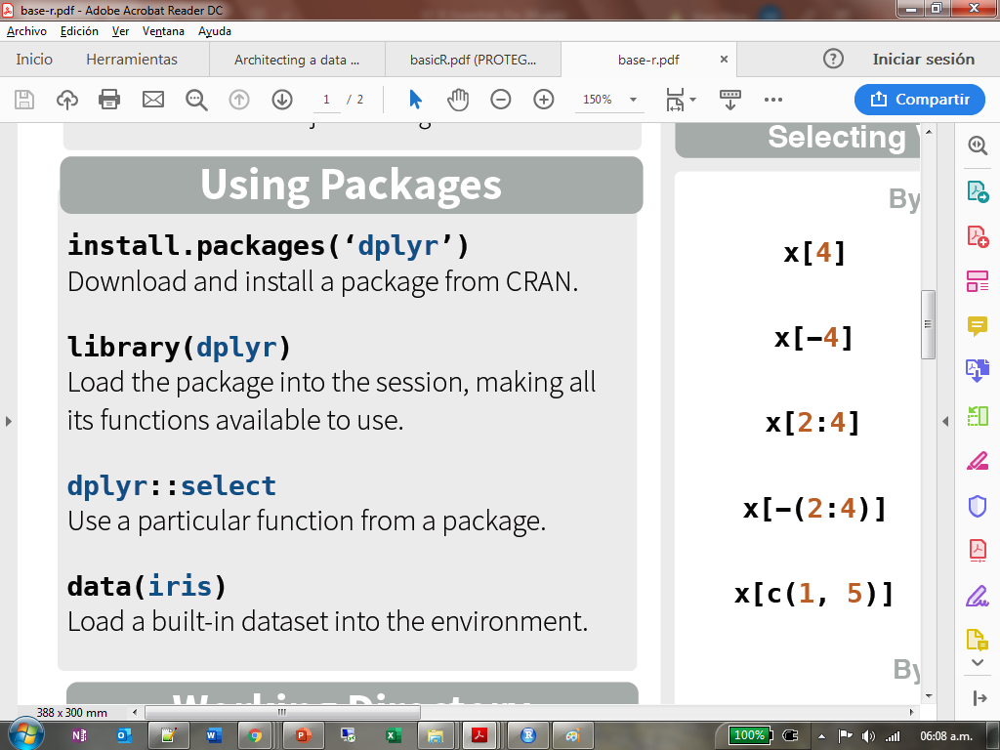 base-r.pdf - Adobe Acrobat Reader DC
Archivo Edición Ver Ventana Ayuda
Inicio Herramientas Architecting a data ... basicR.pdf (PROTEG... base-r.pdf × ? Iniciar sesión
1 / 2 150% Compartir
Using Packages
install.packages(‘dplyr’)
Download and install a package from CRAN.
library(dplyr)
Load the package into the session, making all
its functions available to use.
dplyr::select
Use a particular function from a package.
data(iris)
Load a built-in dataset into the environment.
Selecting
By
x[4]
x[−4]
x[2:4]
x[−(2:4)]
x[c(1, 5)]
By
Working Directory
388 x 300 mm
100% 06:08 a.m.